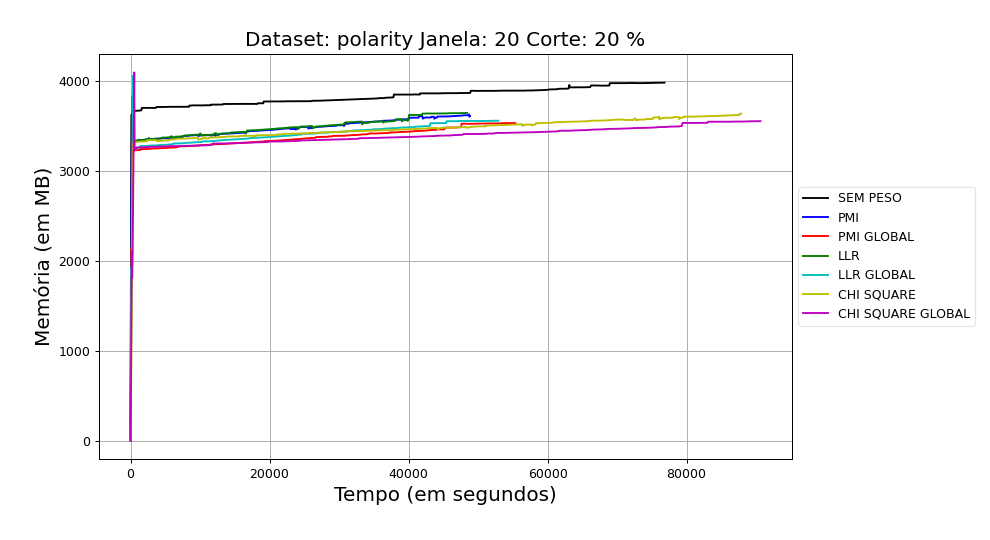 Dataset: polarity Janela: 20 Corte: 20 %
Memória (em MB)
4000
3000
2000
1000
0
0 20000 40000 60000 80000
Tempo (em segundos)
SEM PESO
PMI
PMI GLOBAL
LLR
LLR GLOBAL
CHI SQUARE
CHI SQUARE GLOBAL